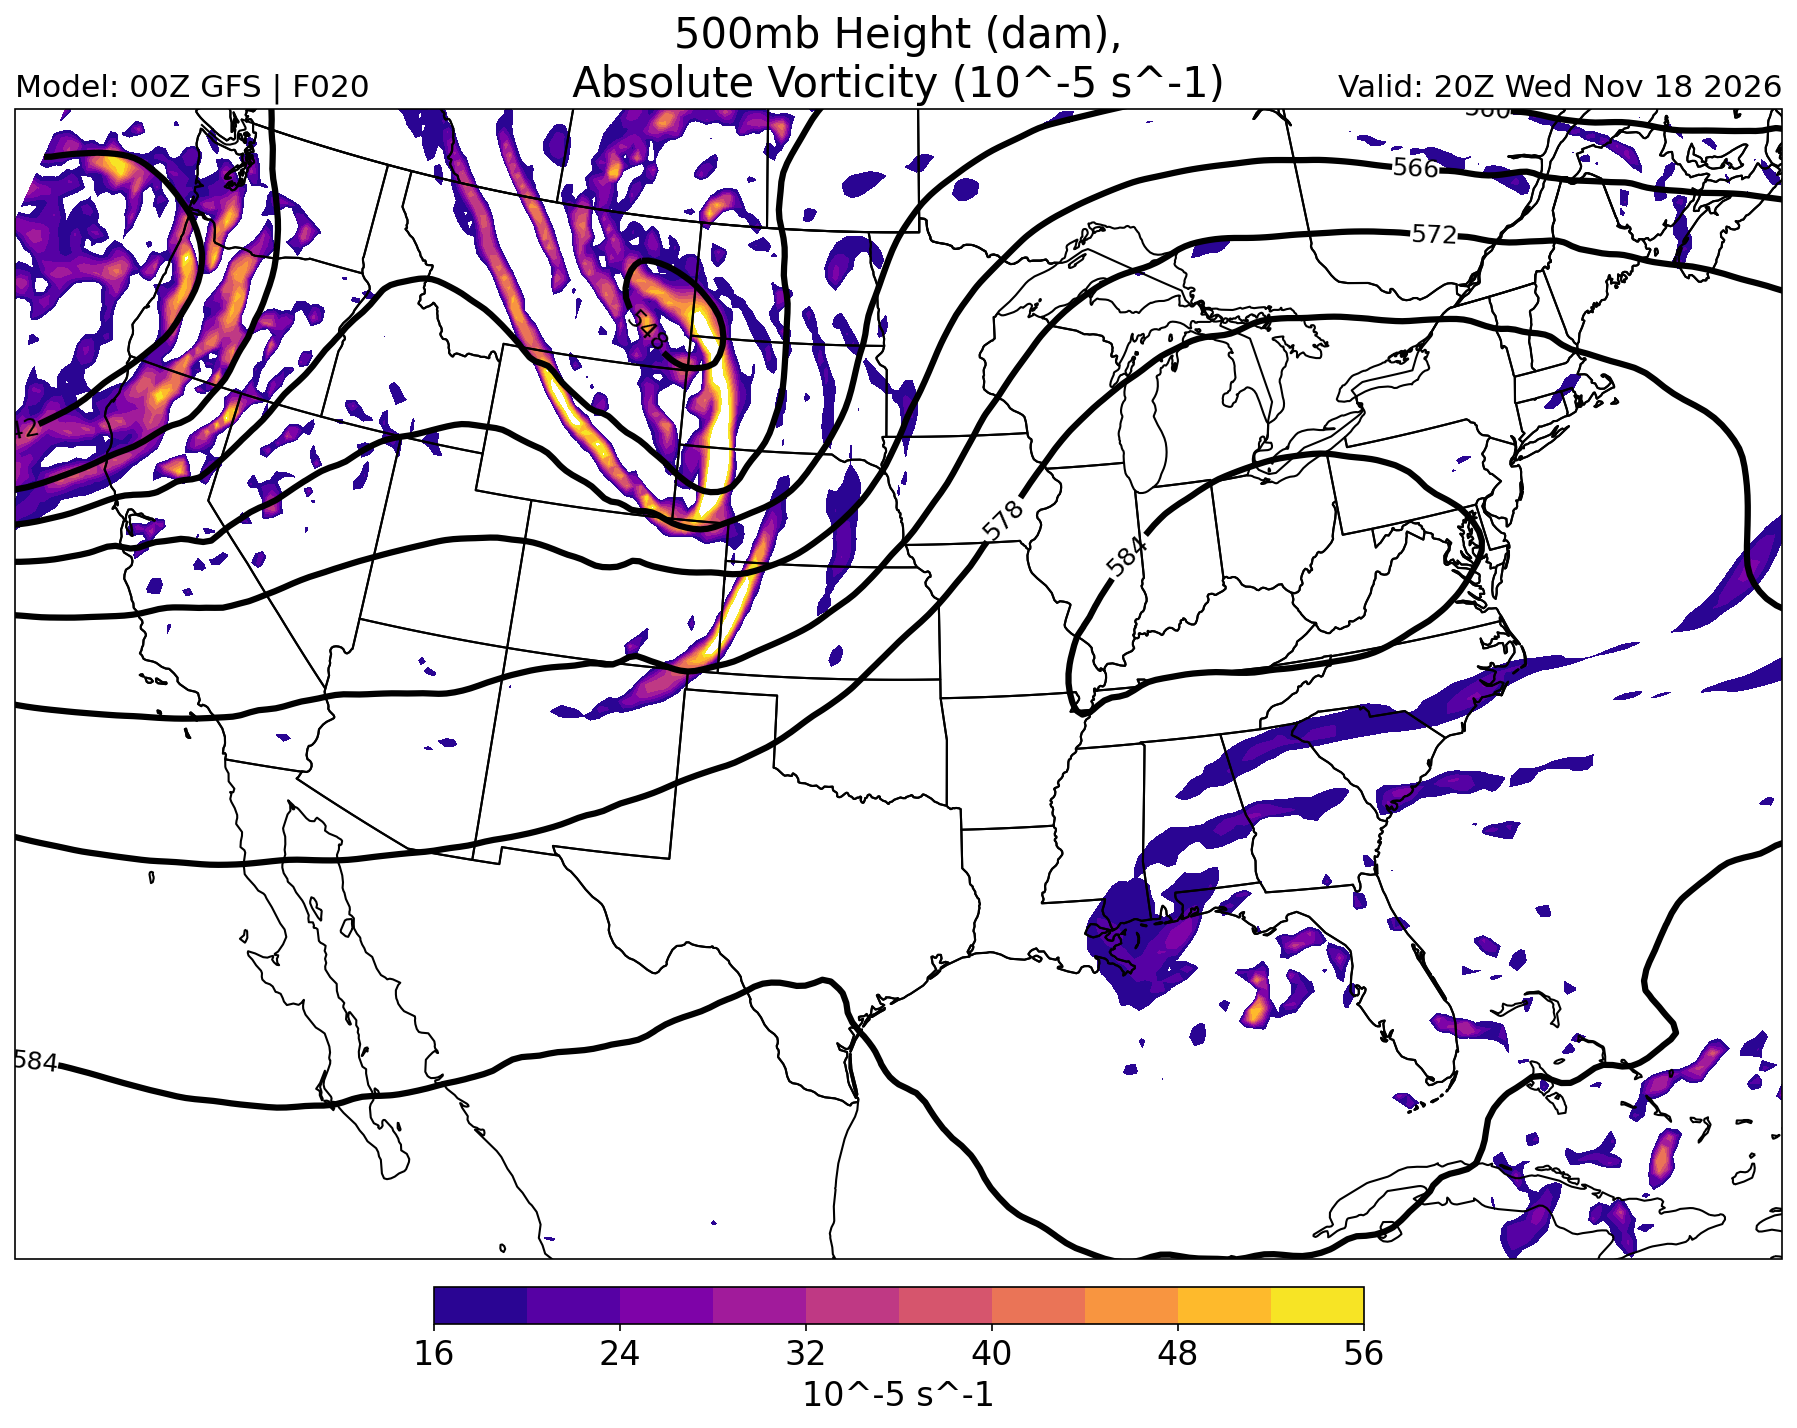 500mb Height (dam),
Model: 00Z GFS | F020
Absolute Vorticity (10^-5 s^-1)
Valid: 20Z Wed Nov 18 2026
566
572
548
578
584
584
16 24 32 40 48 56
10^-5 s^-1